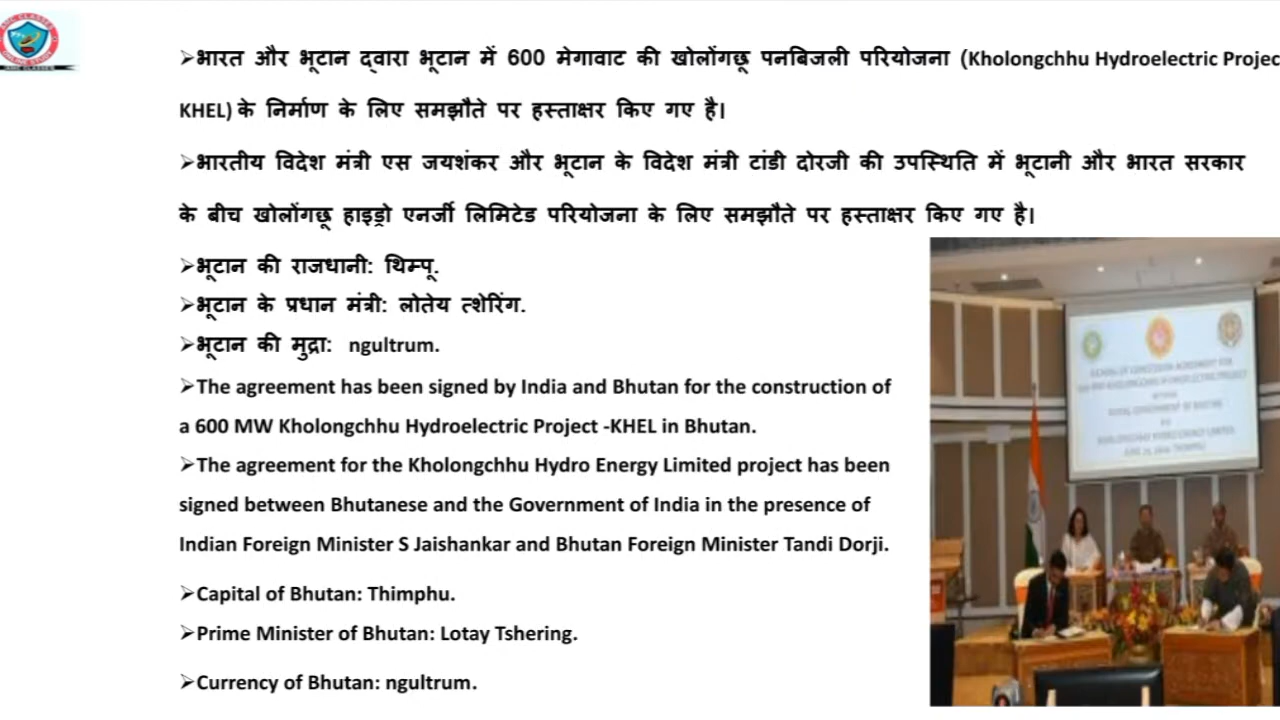 ➢भारत और भूटान द्वारा भूटान में 600 मेगावाट की खोलोंगछू पनबिजली परियोजना (Kholongchhu Hydroelectric Projec
KHEL) के निर्माण के लिए समझौते पर हस्ताक्षर किए गए है।
➢भारतीय विदेश मंत्री एस जयशंकर और भूटान के विदेश मंत्री टांडी दोरजी की उपस्थिति में भूटानी और भारत सरकार
के बीच खोलोंगछू हाइड्रो एनर्जी लिमिटेड परियोजना के लिए समझौते पर हस्ताक्षर किए गए है।
➢भूटान की राजधानी: थिम्पू.
➢भूटान के प्रधान मंत्री: लोतेय त्शेरिंग.
➢भूटान की मुद्रा: ngultrum.
➢The agreement has been signed by India and Bhutan for the construction of
a 600 MW Kholongchhu Hydroelectric Project -KHEL in Bhutan.
➢The agreement for the Kholongchhu Hydro Energy Limited project has been
signed between Bhutanese and the Government of India in the presence of
Indian Foreign Minister S Jaishankar and Bhutan Foreign Minister Tandi Dorji.
➢Capital of Bhutan: Thimphu.
➢Prime Minister of Bhutan: Lotay Tshering.
➢Currency of Bhutan: ngultrum.